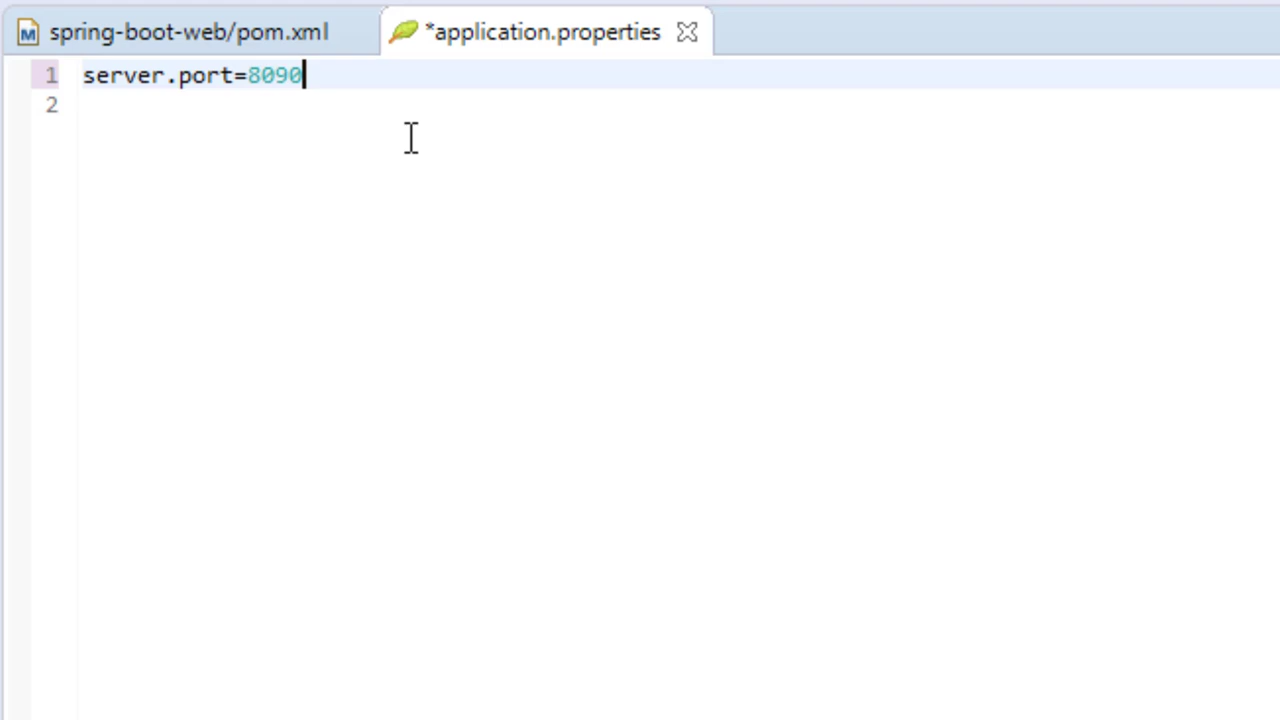 spring-boot-web/pom.xml
*application.properties
1 server.port=8090
2